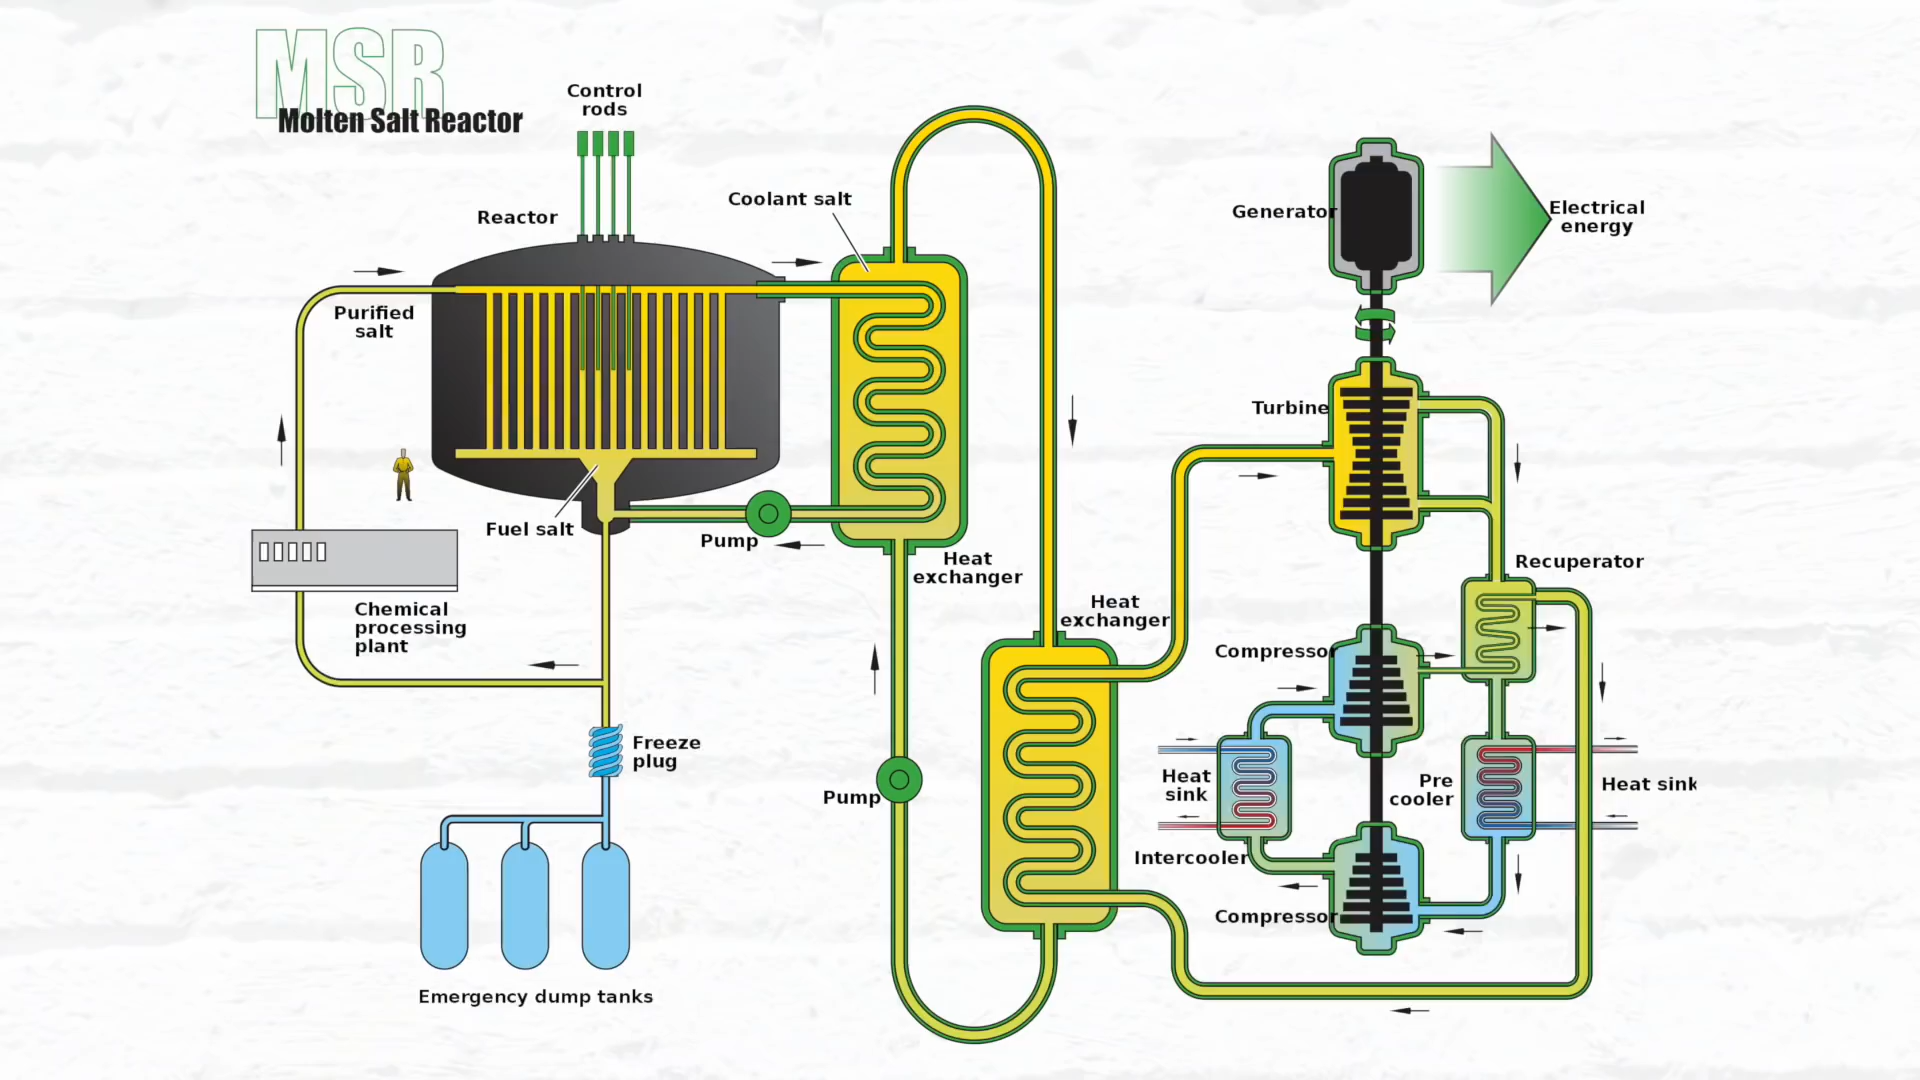 MSR
Molten Salt Reactor
Control
rods
Reactor
Coolant salt
Purified
salt
Fuel salt
Pump
Heat
exchanger
Chemical
processing
plant
Freeze
plug
Emergency dump tanks
Pump
Heat
exchanger
Generator
Electrical
energy
Turbine
Recuperator
Compressor
Heat
sink
Pre
cooler
Heat sink
Intercooler
Compressor